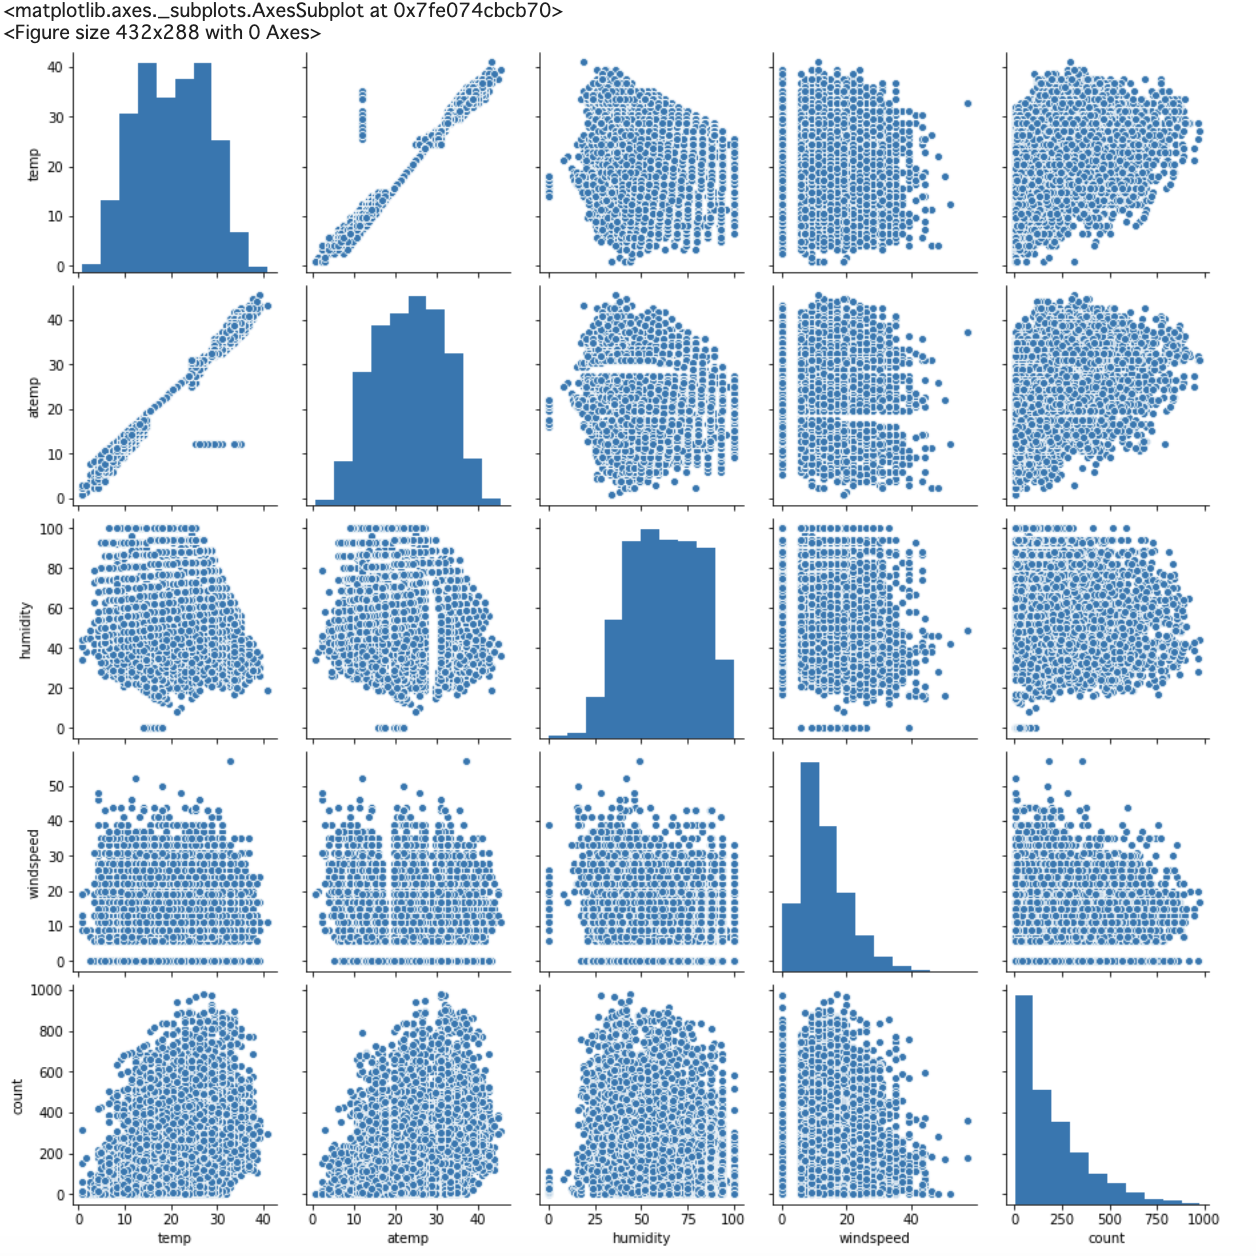 <matplotlib.axes._subplots.AxesSubplot at 0x7fe074cbcb70>
<Figure size 432x288 with 0 Axes>
40
30
20
10
0
temp
40
30
20
10
0
atemp
100
80
60
40
20
0
humidity
50
40
30
20
10
0
windspeed
1000
800
600
400
200
0
count
0 10 20 30 40
temp
0 20 40
atemp
0 25 50 75 100
humidity
0 20 40
windspeed
0 250 500 750 1000
count